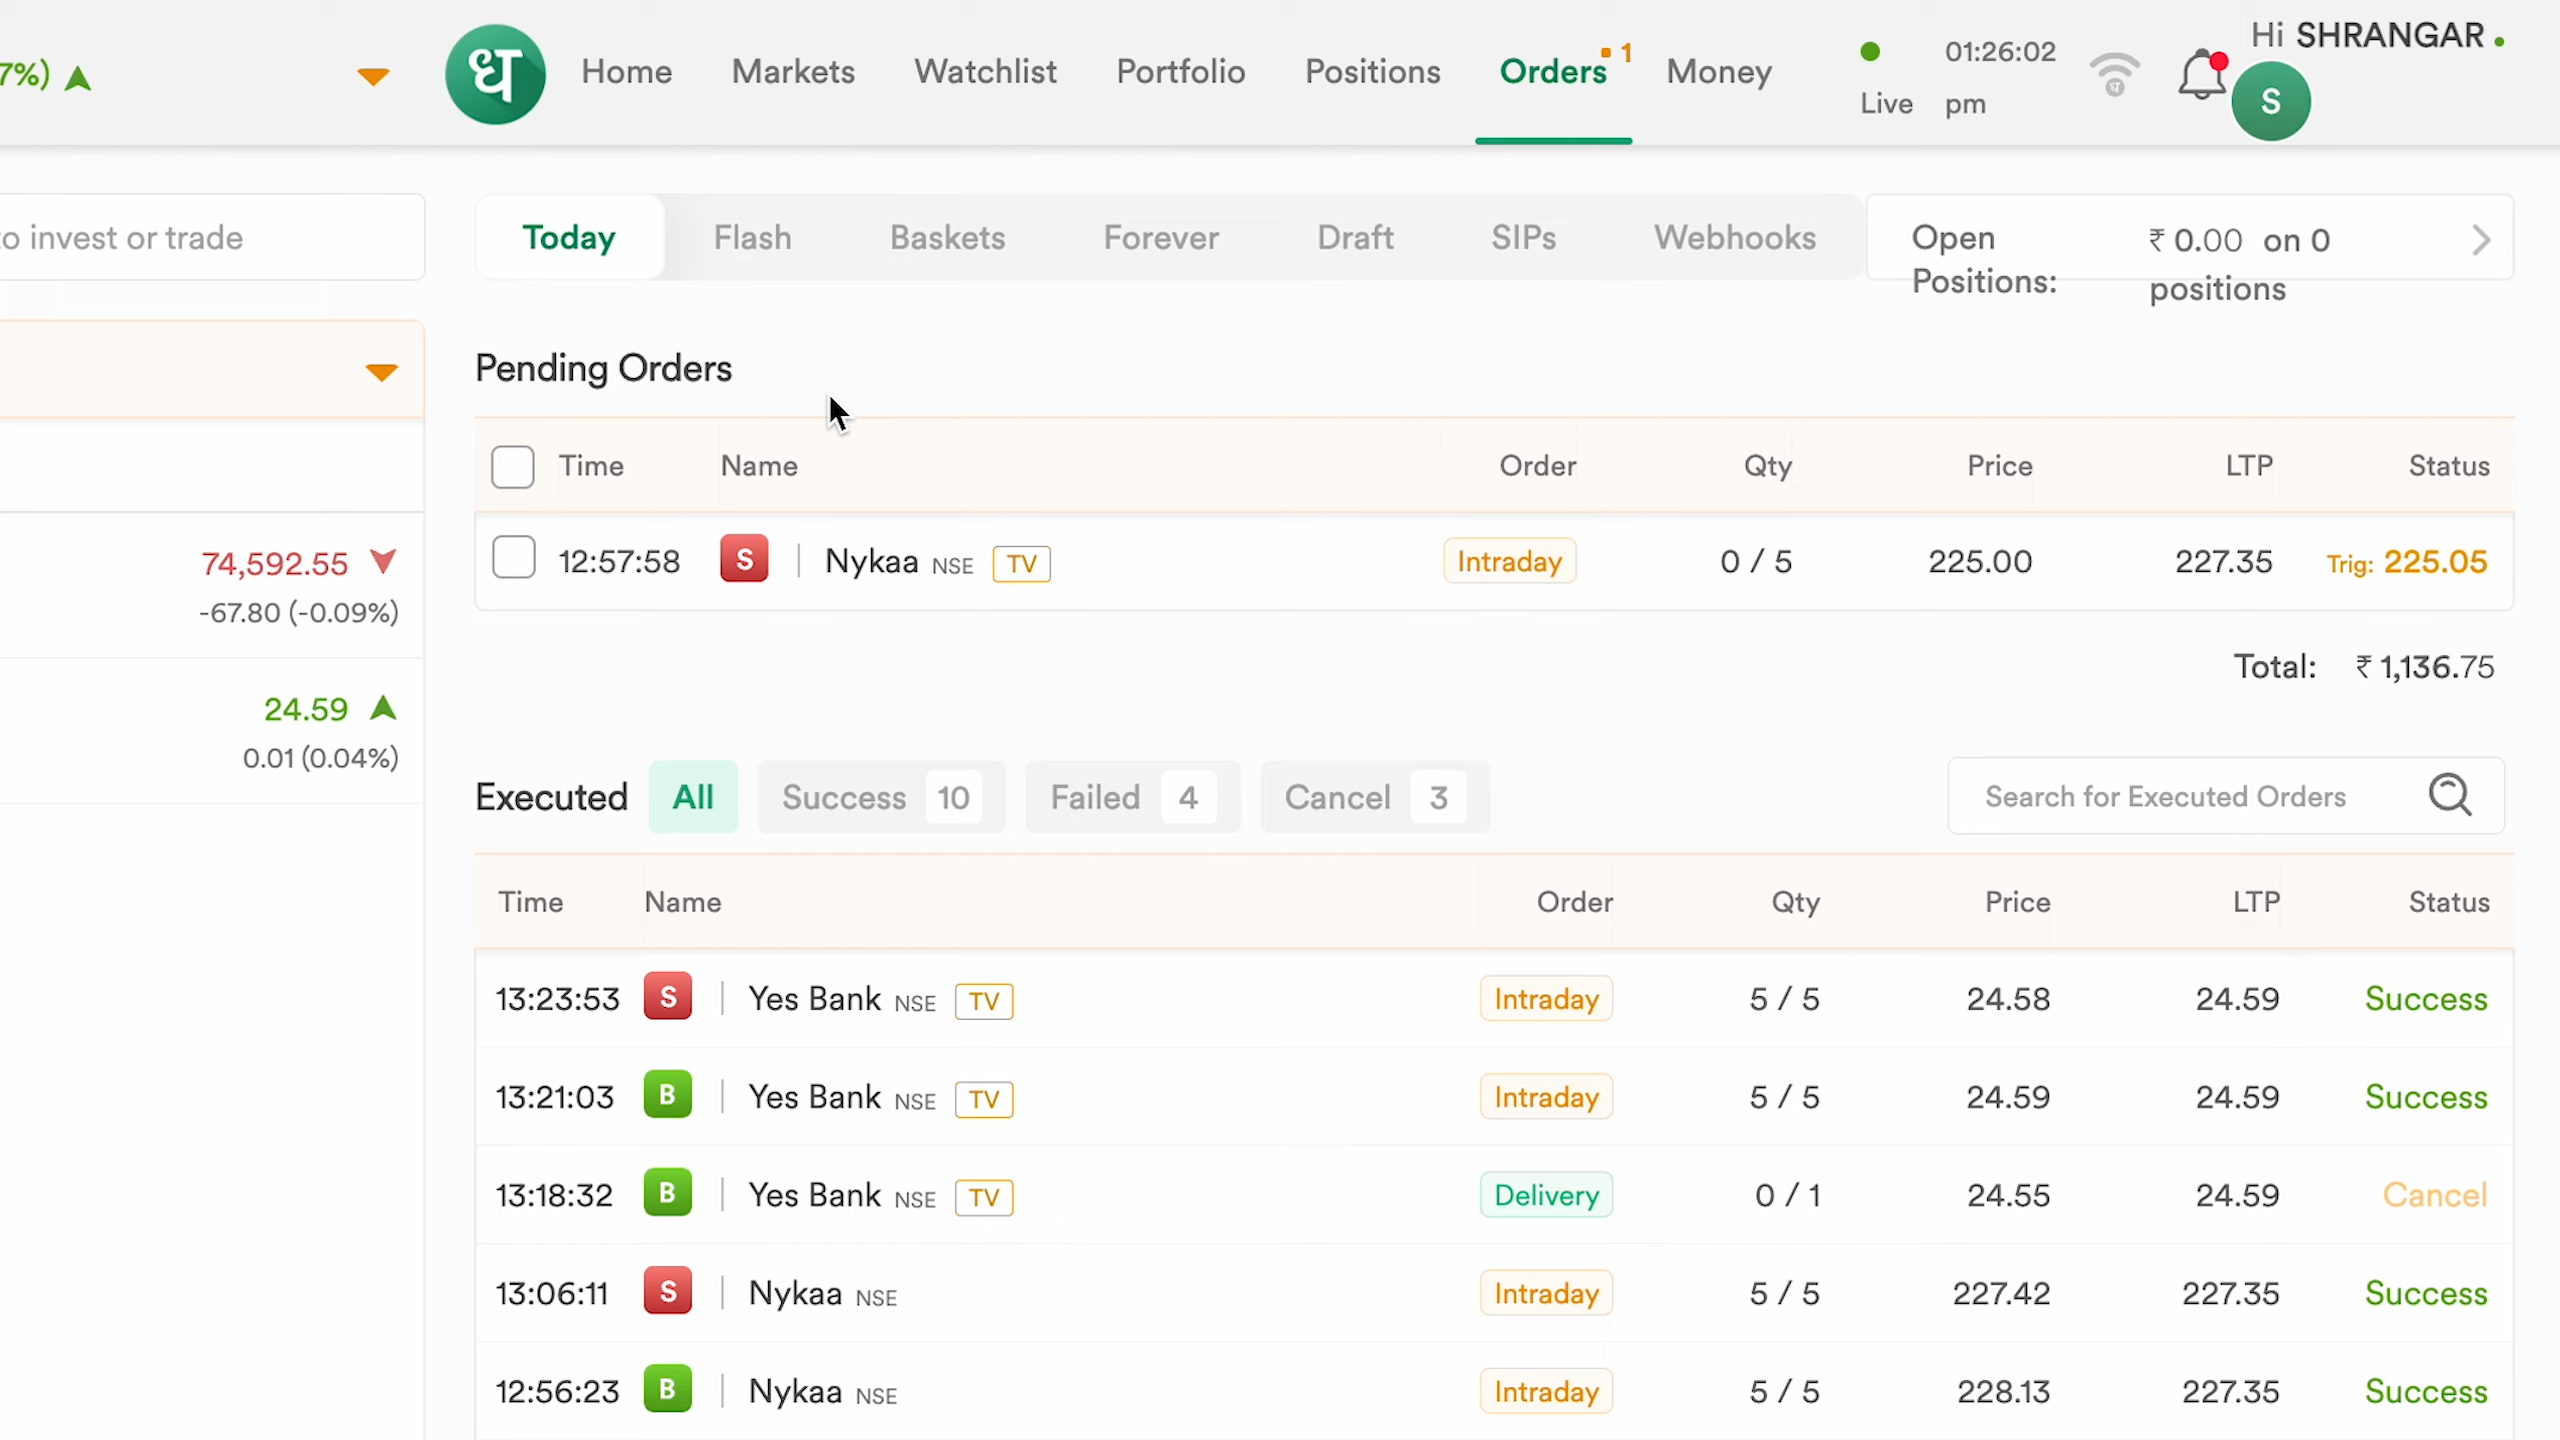 7%)
ध
Home Markets Watchlist Portfolio Positions Orders 1 Money
Live
01:26:02
pm
Hi SHRANGAR
S
to invest or trade
Today Flash Baskets Forever Draft SIPs Webhooks
Open ₹ 0.00 on 0
Positions: positions
Pending Orders
Time Name Order Qty Price LTP Status
12:57:58 S Nykaa NSE TV Intraday 0 / 5 225.00 227.35 Trig: 225.05
74,592.55
-67.80 (-0.09%)
Total: ₹ 1,136.75
24.59
0.01 (0.04%)
Executed All Success 10 Failed 4 Cancel 3 Search for Executed Orders
Time Name Order Qty Price LTP Status
13:23:53 S Yes Bank NSE TV Intraday 5 / 5 24.58 24.59 Success
13:21:03 B Yes Bank NSE TV Intraday 5 / 5 24.59 24.59 Success
13:18:32 B Yes Bank NSE TV Delivery 0 / 1 24.55 24.59 Cancel
13:06:11 S Nykaa NSE Intraday 5 / 5 227.42 227.35 Success
12:56:23 B Nykaa NSE Intraday 5 / 5 228.13 227.35 Success